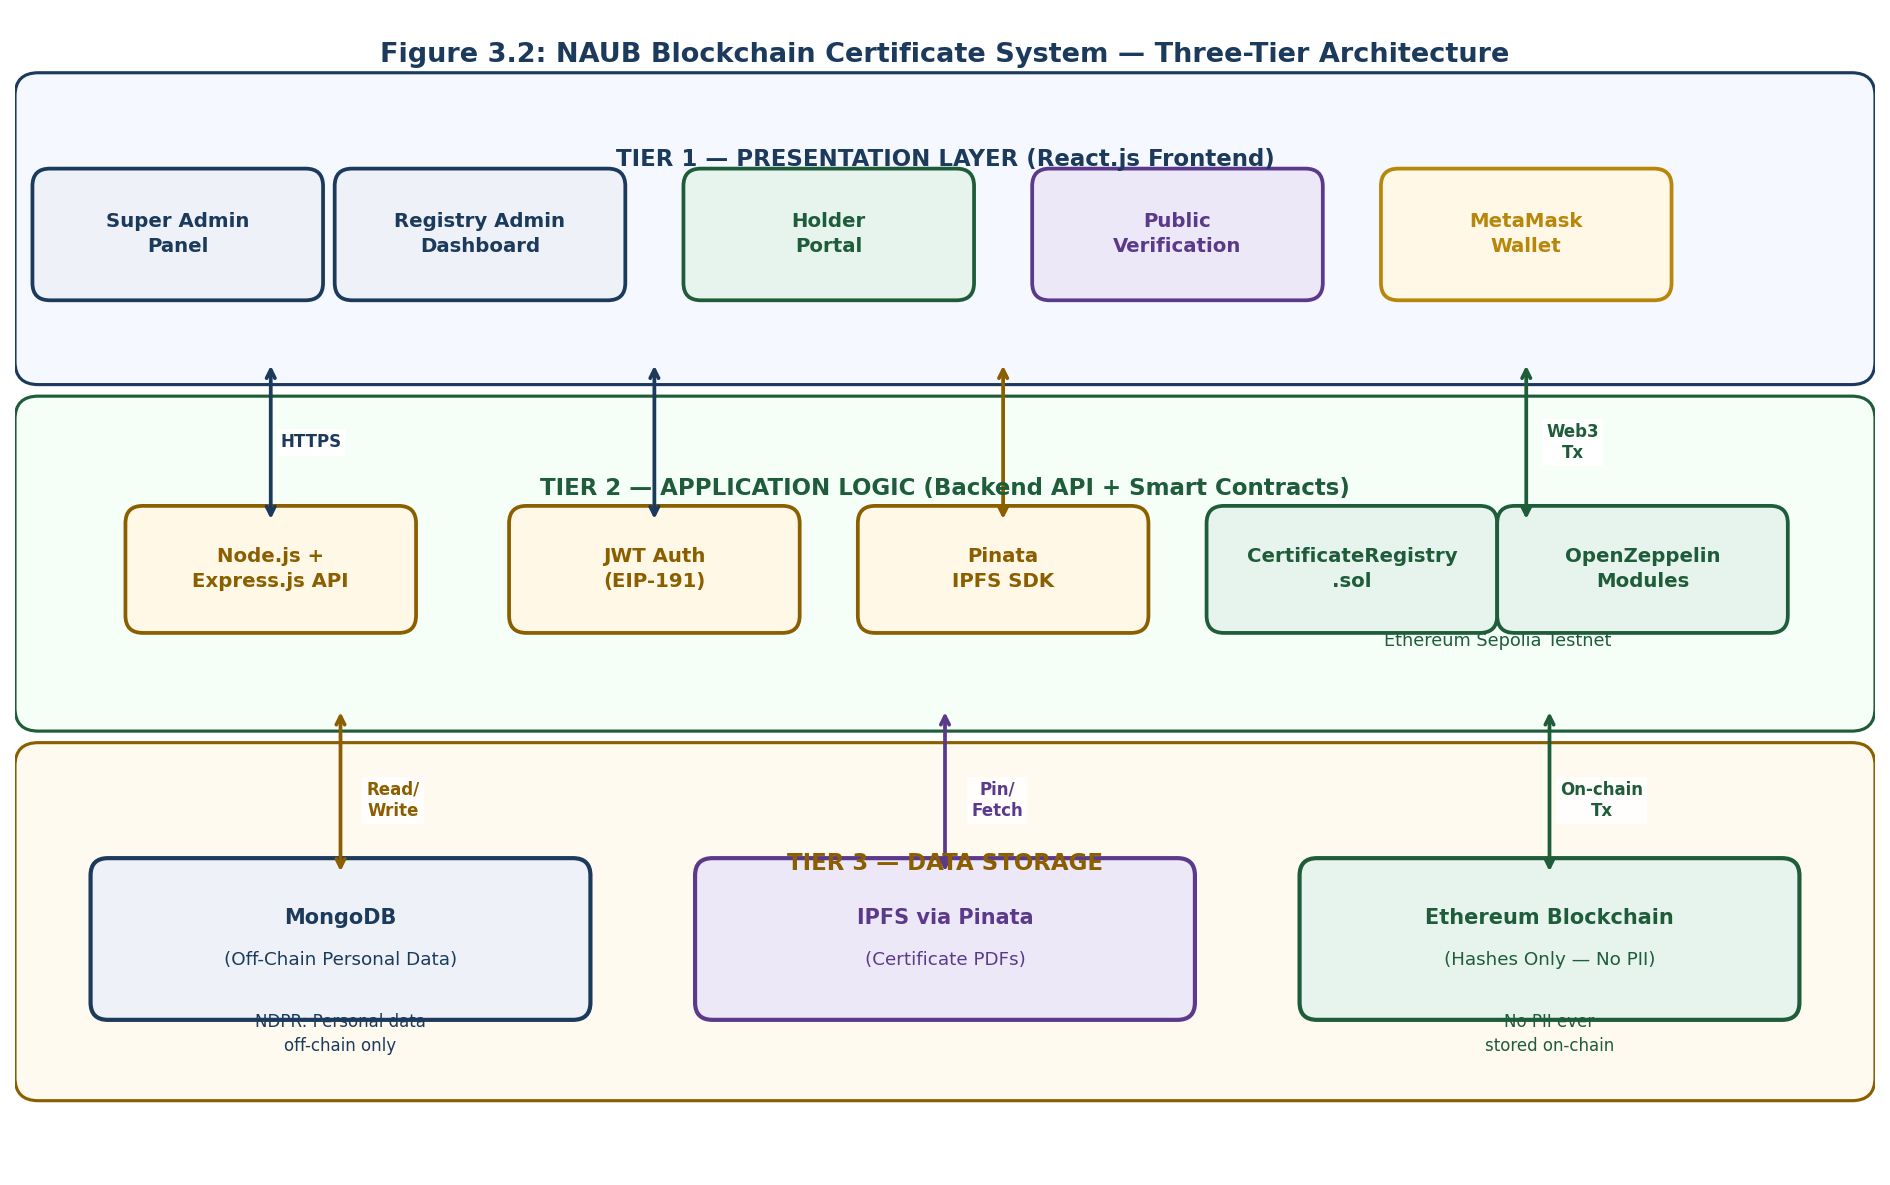 Figure 3.2: NAUB Blockchain Certificate System — Three-Tier Architecture
TIER 1 — PRESENTATION LAYER (React.js Frontend)
Super Admin
Panel
Registry Admin
Dashboard
Holder
Portal
Public
Verification
MetaMask
Wallet
HTTPS
Web3
Tx
TIER 2 — APPLICATION LOGIC (Backend API + Smart Contracts)
Node.js +
Express.js API
JWT Auth
(EIP-191)
Pinata
IPFS SDK
CertificateRegistry
.sol
OpenZeppelin
Modules
Ethereum Sepolia Testnet
Read/
Write
Pin/
Fetch
On-chain
Tx
TIER 3 — DATA STORAGE
MongoDB
(Off-Chain Personal Data)
NDPR: Personal data
off-chain only
IPFS via Pinata
(Certificate PDFs)
Ethereum Blockchain
(Hashes Only — No PII)
No PII ever
stored on-chain